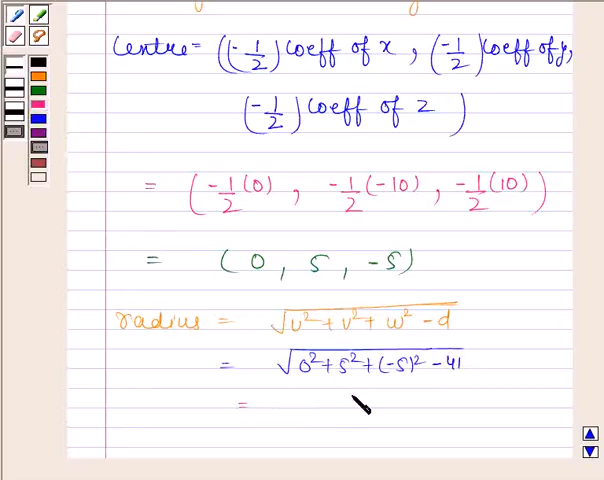 Centre = ((-1/2) coeff of x, (-1/2) coeff of y,
(-1/2) coeff of z)
= (-1/2(0), -1/2(-10), -1/2(10))
= (0, 5, -5)
radius = √(u² + v² + w² - d)
= √(0² + 5² + (-5)² - 41)
=